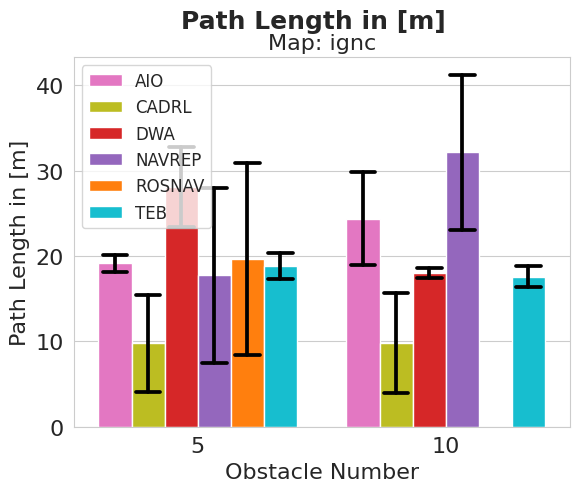 Path Length in [m]
Map: ignc
AIO
CADRL
DWA
NAVREP
ROSNAV
TEB
Path Length in [m]
40
30
20
10
0
5 10
Obstacle Number